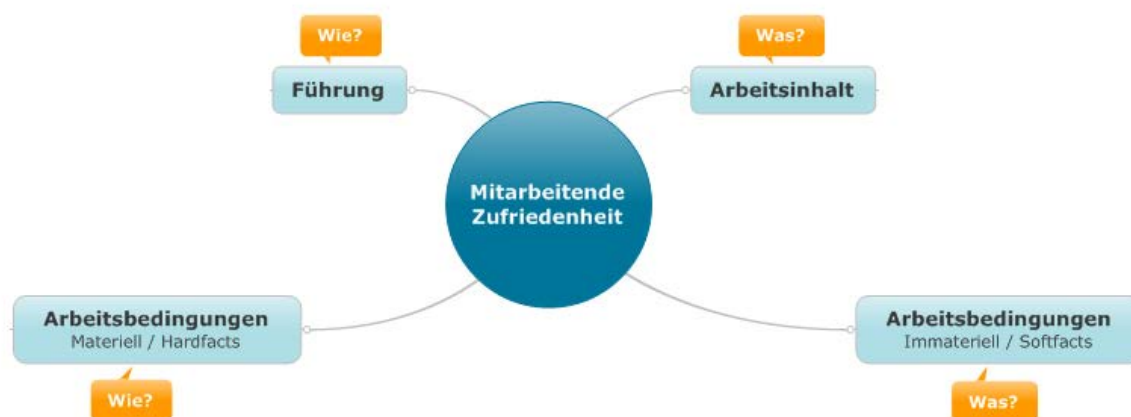 Wie?
Führung
Was?
Arbeitsinhalt
Mitarbeitende
Zufriedenheit
Arbeitsbedingungen
Materiell / Hardfacts
Wie?
Arbeitsbedingungen
Immateriell / Softfacts
Was?